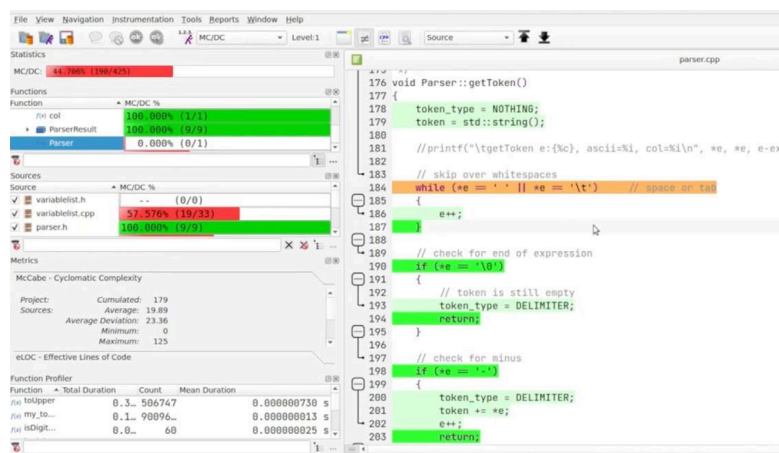 File View Navigation Instrumentation Tools Reports Window Help
MC/DC Level:1 Source
Statistics
MC/DC: 44.706% (190/425)
Functions
Function MC/DC %
f(x) col 100.000% (1/1)
ParserResult 100.000% (9/9)
Parser 0.000% (0/1)
Sources
Source MC/DC %
variablelist.h -- (0/0)
variablelist.cpp 57.576% (19/33)
parser.h 100.000% (9/9)
Metrics
McCabe - Cyclomatic Complexity
Project: Cumulated: 179
Sources: Average: 19.89
Average Deviation: 23.36
Minimum: 0
Maximum: 125
eLOC - Effective Lines of Code
Function Profiler
Function Total Duration Count Mean Duration
f(x) toUpper 0.3… 506747 0.000000730 s
f(x) my_to... 0.1… 90096… 0.000000013 s
f(x) isDigit... 0.0… 60 0.000000025 s
parser.cpp
176 void Parser::getToken()
177 {
178 token_type = NOTHING;
179 token = std::string();
180
181 //printf("\tgetToken e:{%c}, ascii=%i, col=%i\n", *e, *e, e-ex
182
183 // skip over whitespaces
184 while (*e == ' ' || *e == '\t') // space or tab
185 {
186 e++;
187 }
188
189 // check for end of expression
190 if (*e == '\0')
191 {
192 // token is still empty
193 token_type = DELIMITER;
194 return;
195 }
196
197 // check for minus
198 if (*e == '-')
199 {
200 token_type = DELIMITER;
201 token += *e;
202 e++;
203 return;